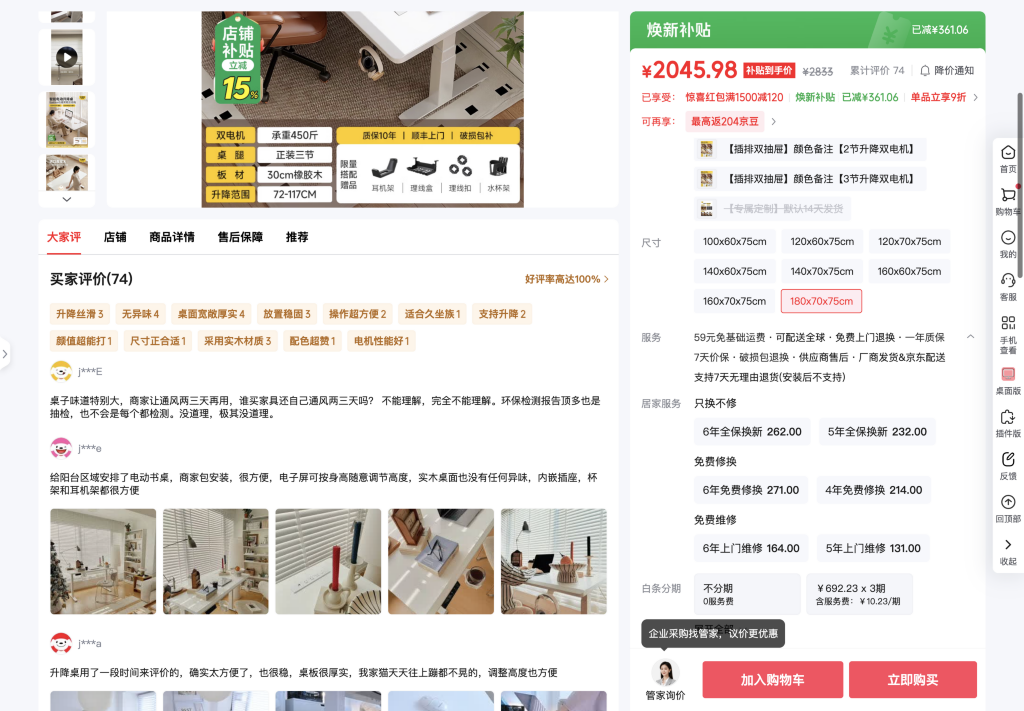 店铺
补贴
立减
15%
双电机 承重450斤
桌 腿 正装三节
板 材 30cm橡胶木
升降范围 72-117CM
质保10年 | 顺丰上门 | 破损包补
限量
搭配
赠品
耳机架 理线盒 理线扣 水杯架
大家评 店铺 商品详情 售后保障 推荐
买家评价(74)
好评率高达100% >
升降丝滑 3 无异味 4 桌面宽敞厚实 4 放置稳固 3 操作超方便 2 适合久坐族 1 支持升降 2
颜值超能打 1 尺寸正合适 1 采用实木材质 3 配色超赞 1 电机性能好 1
j***E
桌子味道特别大，商家让通风两三天再用，谁买家具还自己通风两三天吗？ 不能理解，完全不能理解。环保检测报告顶多也是
抽检，也不会是每个都检测。没道理，极其没道理。
j***e
给阳台区域安排了电动书桌，商家包安装，很方便，电子屏可按身高随意调节高度，实木桌面也没有任何异味，内嵌插座，杯
架和耳机架都很方便
j***a
升降桌用了一段时间来评价的，确实太方便了，也很稳，桌板很厚实，我家猫天天往上蹦都不晃的，调整高度也方便
焕新补贴
已减¥361.06
¥2045.98 补贴到手价 ¥2833 累计评价 74 降价通知
已享受： 惊喜红包满1500减120 焕新补贴 已减¥361.06 单品立享9折 >
可再享： 最高返204京豆 >
【插排双抽屉】颜色备注【2节升降双电机】
【插排双抽屉】颜色备注【3节升降双电机】
【专属定制】默认14天发货
尺寸
100x60x75cm 120x60x75cm 120x70x75cm
140x60x75cm 140x70x75cm 160x60x75cm
160x70x75cm 180x70x75cm
服务
59元免基础运费 · 可配送全球 · 免费上门退换 · 一年质保
7天价保 · 破损包退换 · 供应商售后 · 厂商发货&京东配送
支持7天无理由退货(安装后不支持)
居家服务 只换不修
6年全保换新 262.00 5年全保换新 232.00
免费修换
6年免费修换 271.00 4年免费修换 214.00
免费维修
6年上门维修 164.00 5年上门维修 131.00
白条分期
不分期
0服务费
￥692.23 x 3期
含服务费：￥10.23/期
企业采购找管家，议价更优惠
管家询价
加入购物车
立即购买
首页
购物车
我的
客服
手机
查看
桌面版
插件版
反馈
回顶部
收起